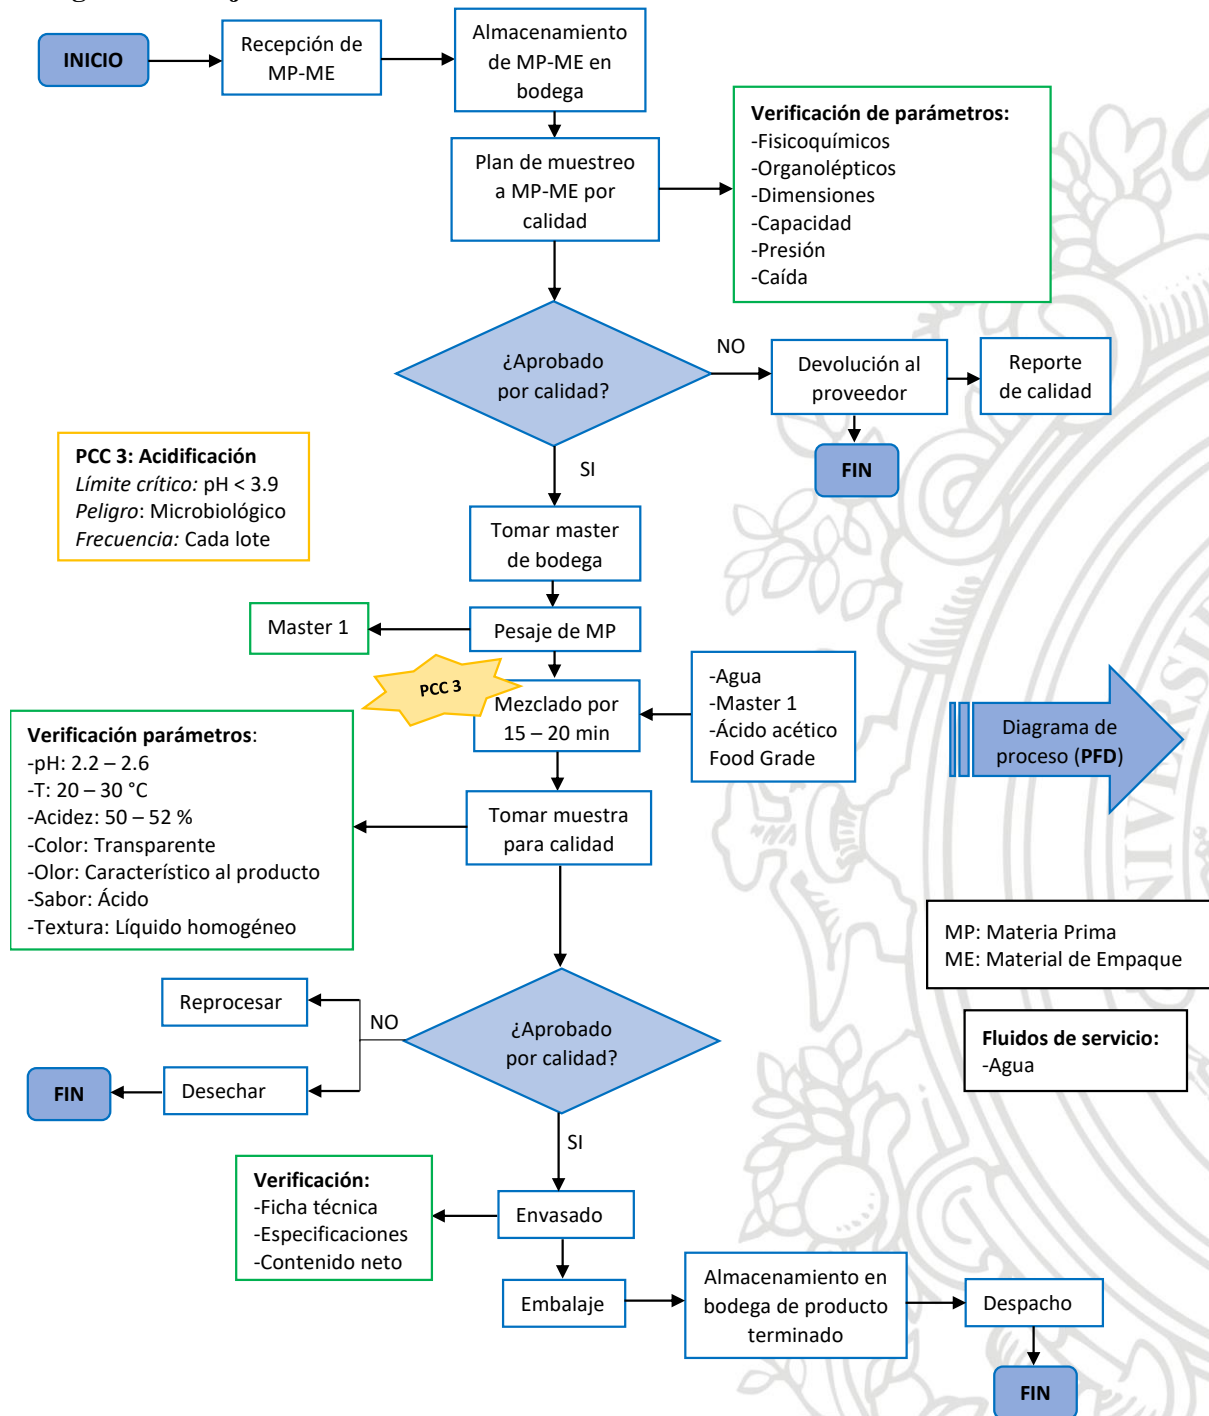 INICIO
Recepción de
MP-ME
Almacenamiento
de MP-ME en
bodega
Plan de muestreo
a MP-ME por
calidad
Verificación de parámetros:
-Fisicoquímicos
-Organolépticos
-Dimensiones
-Capacidad
-Presión
-Caída
¿Aprobado
por calidad?
NO
Devolución al
proveedor
Reporte
de calidad
FIN
SI
PCC 3: Acidificación
Límite crítico: pH < 3.9
Peligro: Microbiológico
Frecuencia: Cada lote
Tomar master
de bodega
Master 1
Pesaje de MP
PCC 3
Mezclado por
15 – 20 min
-Agua
-Master 1
-Ácido acético
Food Grade
Diagrama de
proceso (PFD)
Verificación parámetros:
-pH: 2.2 – 2.6
-T: 20 – 30 °C
-Acidez: 50 – 52 %
-Color: Transparente
-Olor: Característico al producto
-Sabor: Ácido
-Textura: Líquido homogéneo
Tomar muestra
para calidad
MP: Materia Prima
ME: Material de Empaque
Reprocesar
NO
¿Aprobado
por calidad?
Fluidos de servicio:
-Agua
FIN
Desechar
SI
Verificación:
-Ficha técnica
-Especificaciones
-Contenido neto
Envasado
Embalaje
Almacenamiento en
bodega de producto
terminado
Despacho
FIN